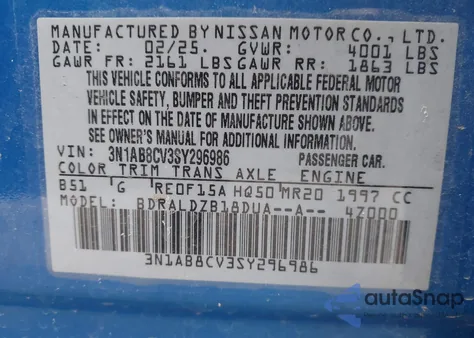 MANUFACTURED BY NISSAN MOTOR CO., LTD.
DATE: 02/25. GVWR: 4001 LBS
GAWR FR: 2161 LBS GAWR RR: 1863 LBS
THIS VEHICLE CONFORMS TO ALL APPLICABLE FEDERAL MOTOR
VEHICLE SAFETY, BUMPER AND THEFT PREVENTION STANDARDS
IN EFFECT ON THE DATE OF MANUFACTURE SHOWN ABOVE.
SEE OWNER'S MANUAL FOR ADDITIONAL INFORMATION.
VIN: 3N1AB8CV3SY296986 PASSENGER CAR.
COLOR TRIM TRANS AXLE ENGINE
B51 G RE0F15A HQ50 MR20 1997 CC
MODEL: BDRALDZB18DUA--A-- 4Z000
3N1AB8CV3SY296986
autoSnap